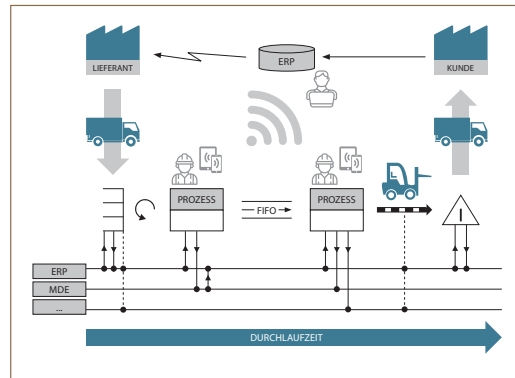 LIEFERANT
ERP
KUNDE
PROZESS
FIFO
PROZESS
I
ERP
MDE
...
DURCHLAUFZEIT